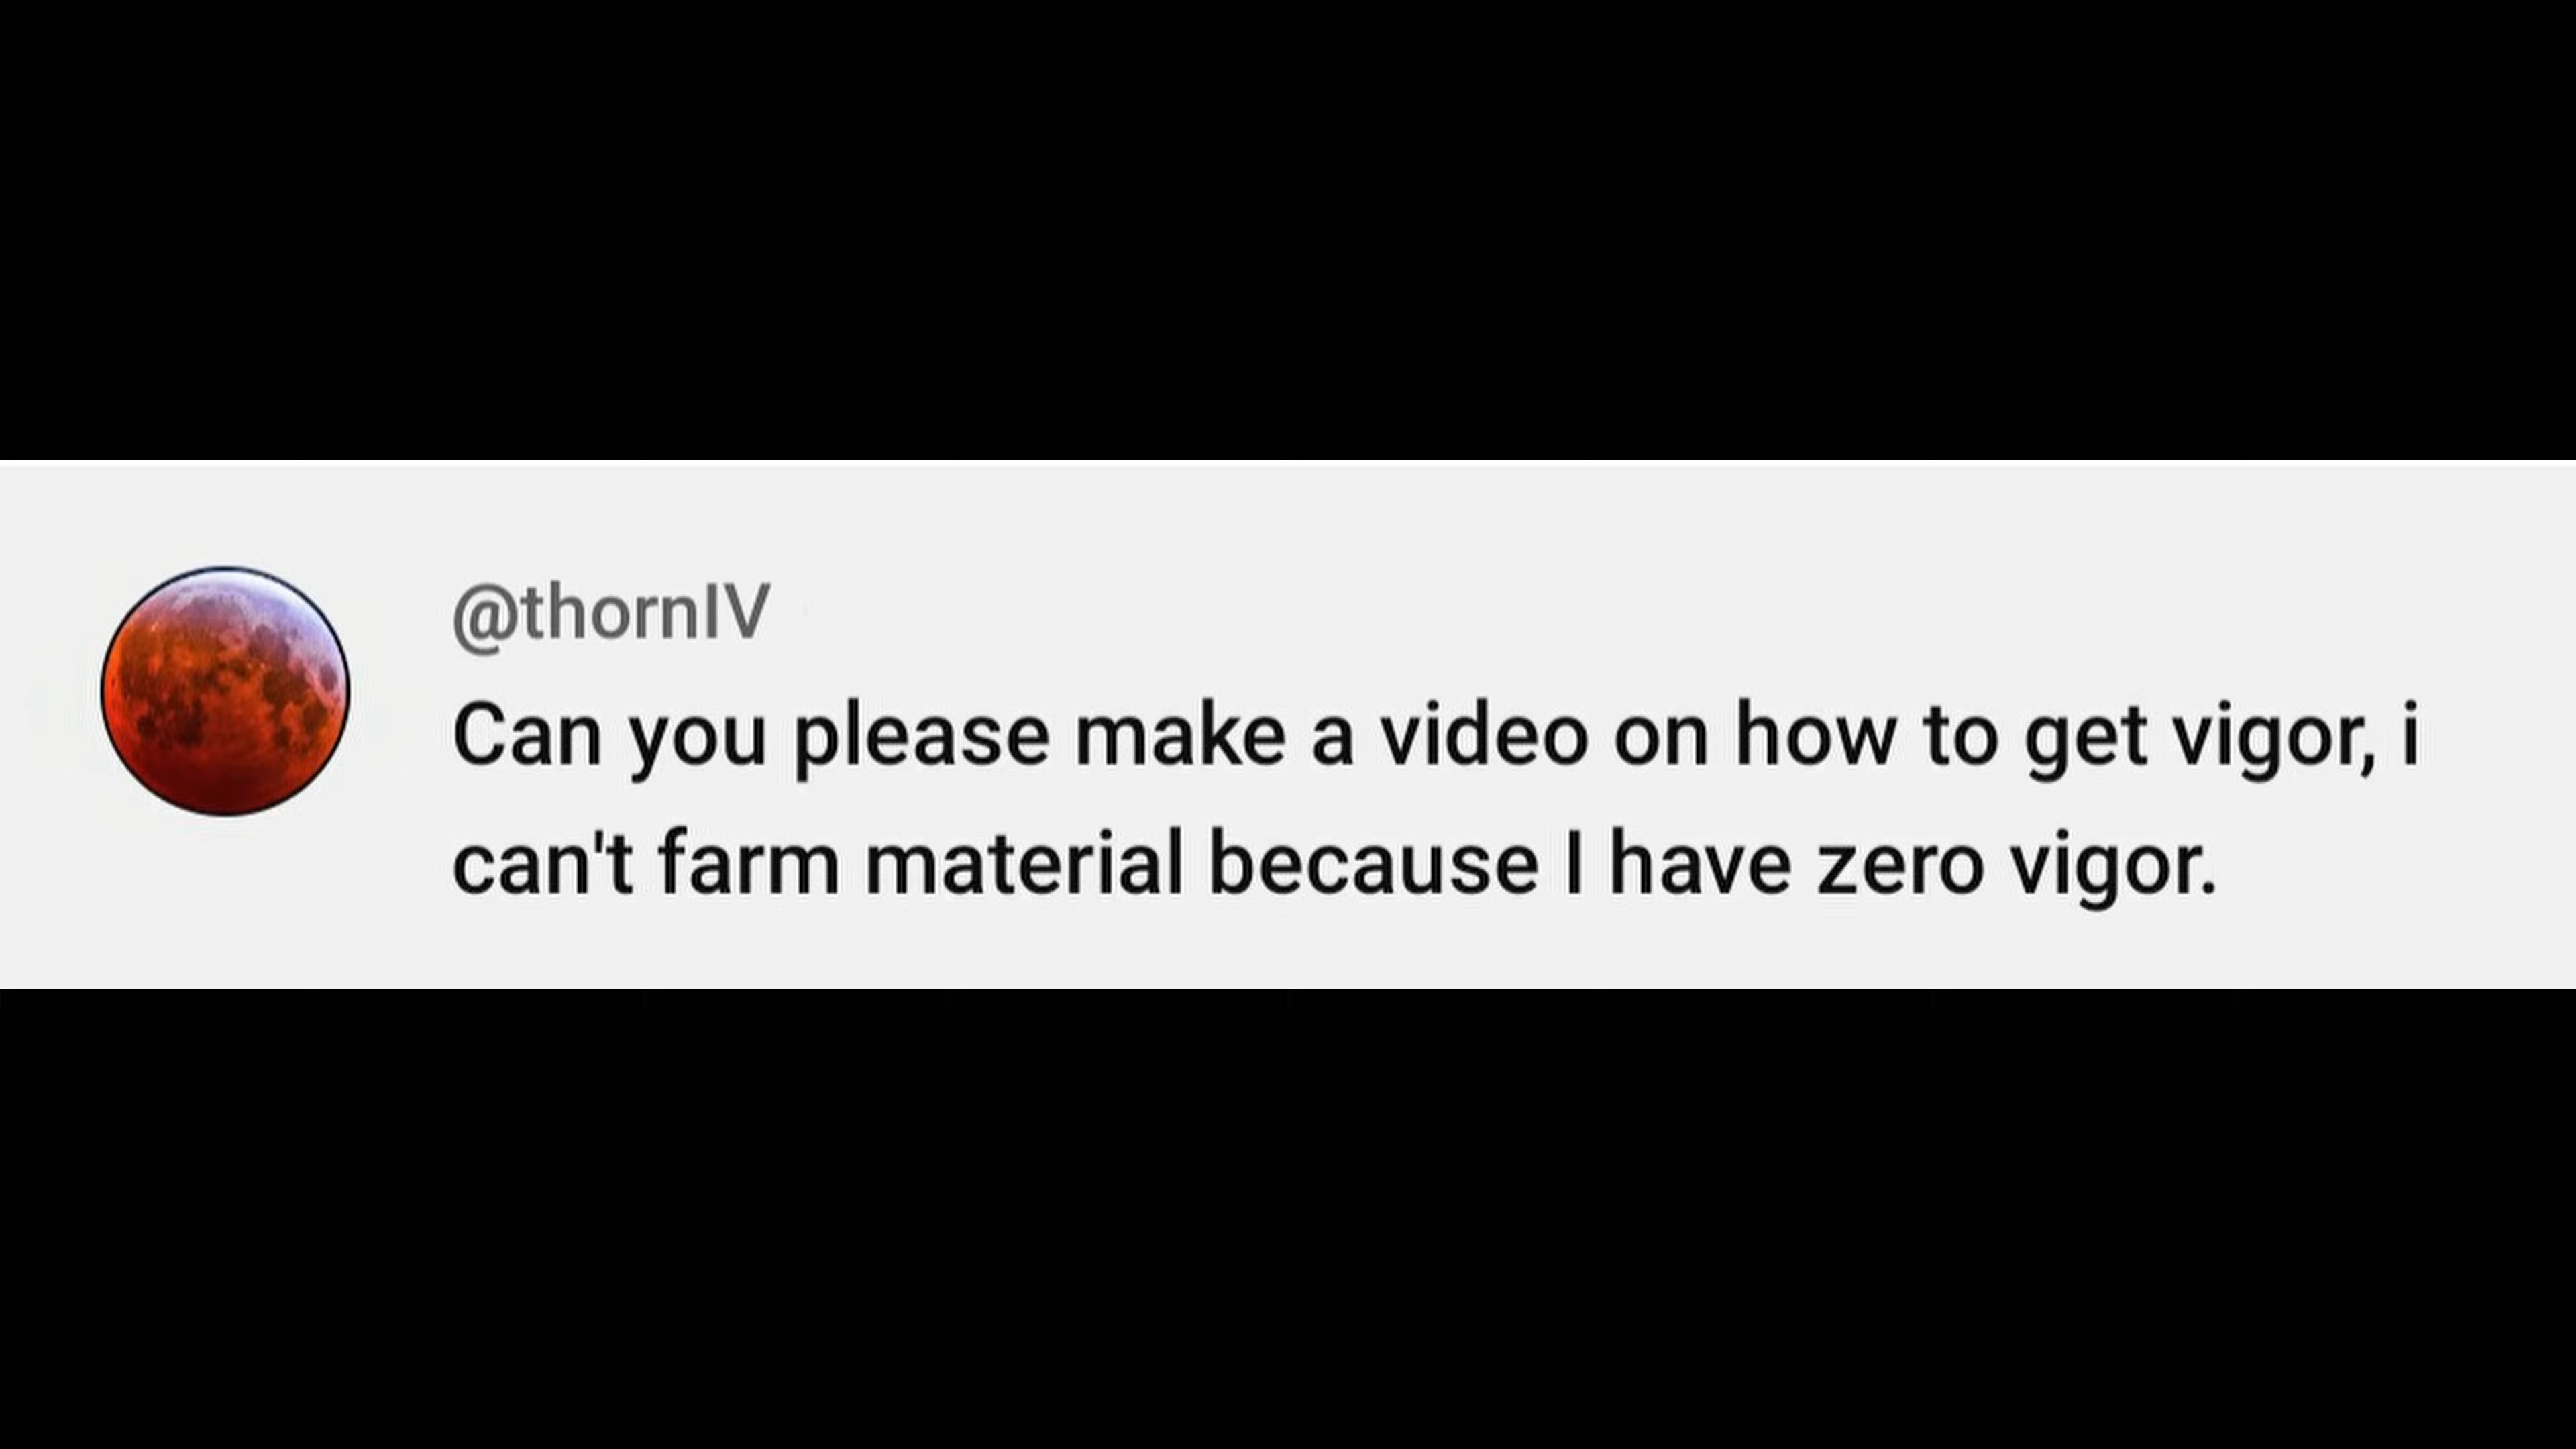 @thornIV
Can you please make a video on how to get vigor, i
can't farm material because I have zero vigor.